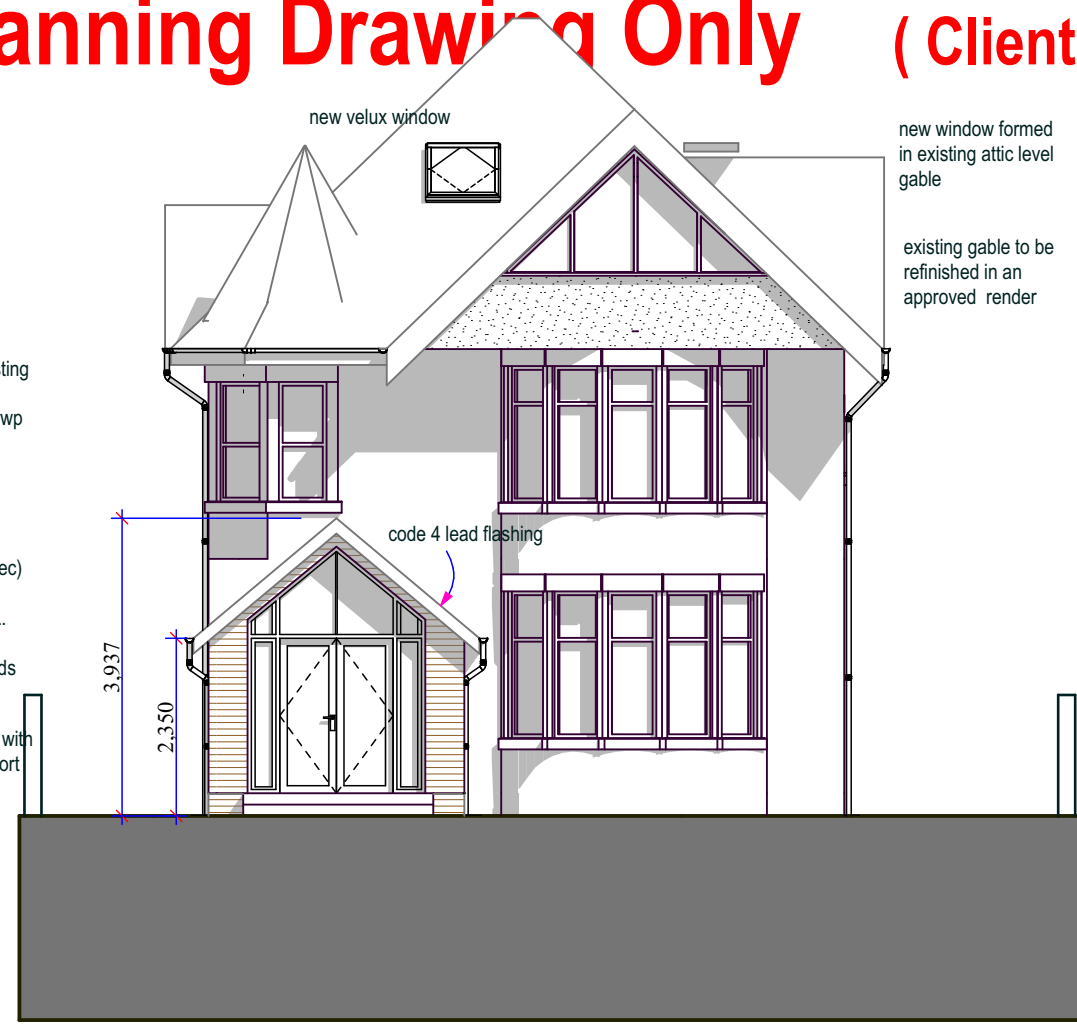 anning Drawing Only ( Client
new velux window
new window formed
in existing attic level
gable
existing gable to be
refinished in an
approved render
sting
wp
code 4 lead flashing
ec)
..
ds
with
ort
3,937
2,350